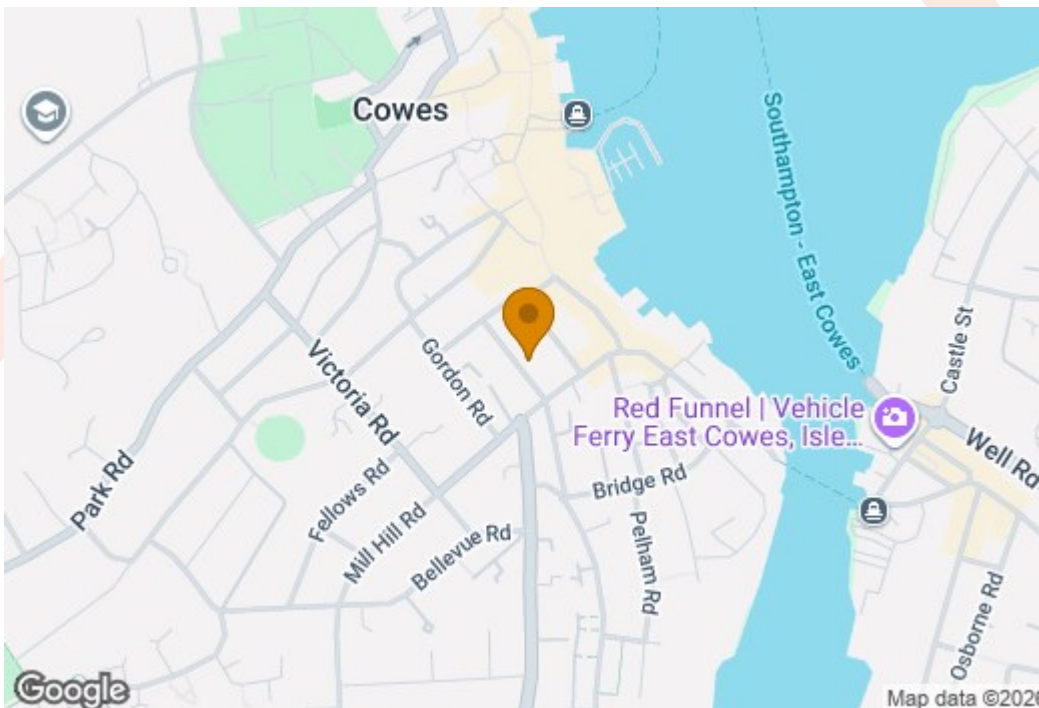 Cowes
Southampton - East Cowes
Castle St
Gordon Rd
Victoria Rd
Red Funnel | Vehicle
Ferry East Cowes, Isle...
Well Rd
Park Rd
Fellows Rd
Mill Hill Rd
Bellevue Rd
Bridge Rd
Pelham Rd
Osborne Rd
Google
Map data ©2026